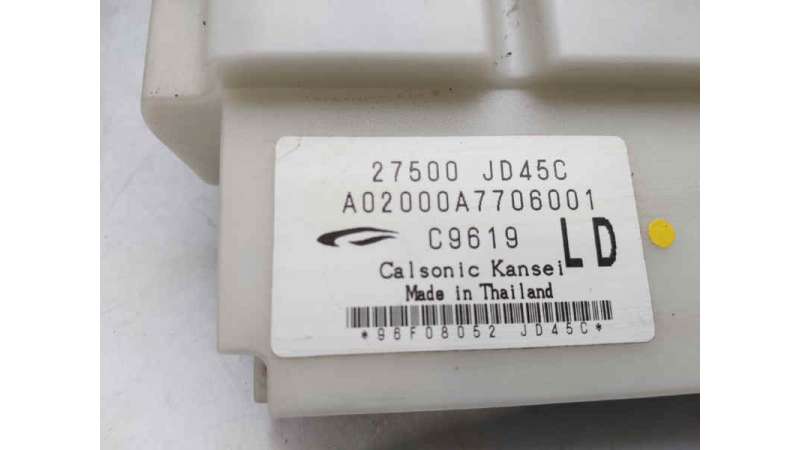 27500 JD45C
A02000A7706001
C9619 LD
Calsonic Kansei
Made in Thailand
*96F08052 JD45C*